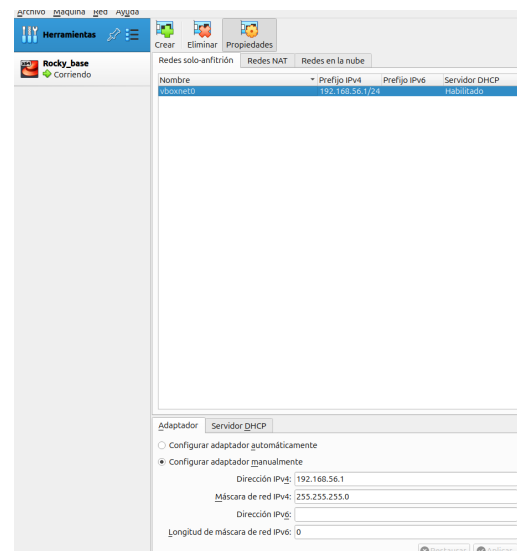 Archivo Máquina Red Ayuda
Herramientas
Crear Eliminar Propiedades
Rocky_base
Corriendo
Redes solo-anfitrión Redes NAT Redes en la nube
Nombre Prefijo IPv4 Prefijo IPv6 Servidor DHCP
vboxnet0 192.168.56.1/24 Habilitado
Adaptador Servidor DHCP
Configurar adaptador automáticamente
Configurar adaptador manualmente
Dirección IPv4: 192.168.56.1
Máscara de red IPv4: 255.255.255.0
Dirección IPv6:
Longitud de máscara de red IPv6: 0
Restaurar Aplicar